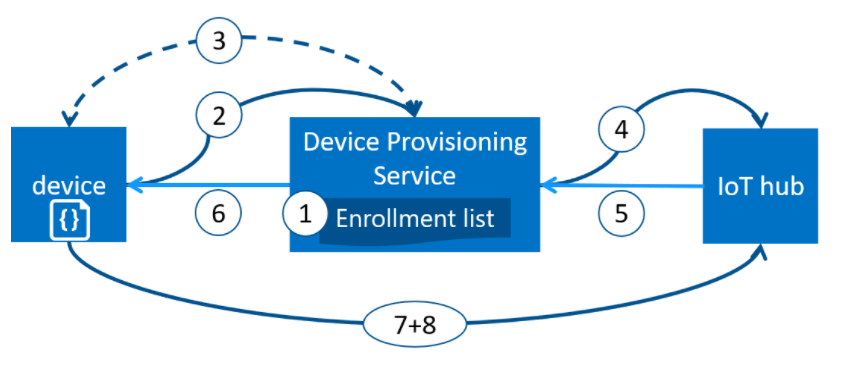 3
2
4
Device Provisioning
Service
device
{}
IoT hub
6
1
Enrollment list
5
7+8